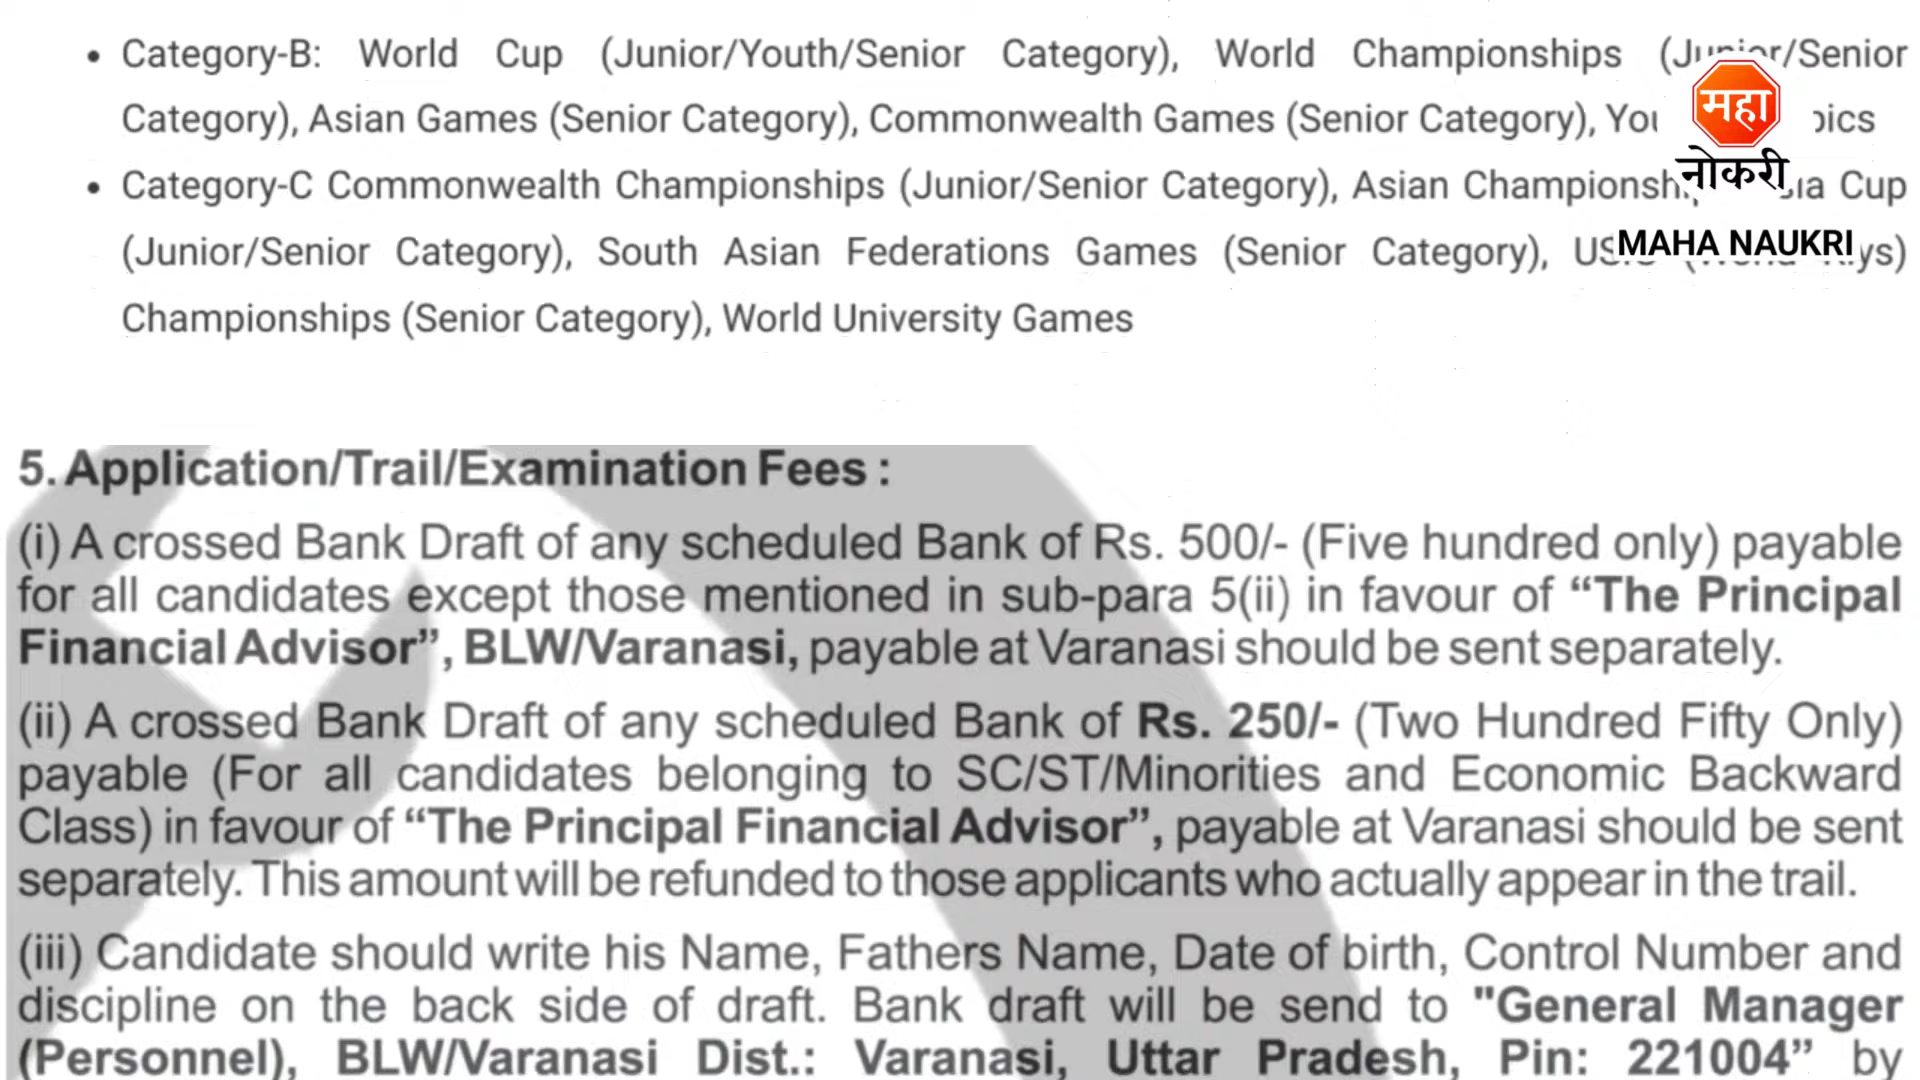 • Category-B: World Cup (Junior/Youth/Senior Category), World Championships (Junior/Senior
Category), Asian Games (Senior Category), Commonwealth Games (Senior Category),
• Category-C Commonwealth Championships (Junior/Senior Category), Asian Cup
(Junior/Senior Category), South Asian Federations Games (Senior Category),
Championships (Senior Category), World University Games
महा
नोकरी
MAHA NAUKRI
5. Application/Trail/Examination Fees :
(i) A crossed Bank Draft of any scheduled Bank of Rs. 500/- (Five hundred only) payable
for all candidates except those mentioned in sub-para 5(ii) in favour of “The Principal
Financial Advisor”, BLW/Varanasi, payable at Varanasi should be sent separately.
(ii) A crossed Bank Draft of any scheduled Bank of Rs. 250/- (Two Hundred Fifty Only)
payable (For all candidates belonging to SC/ST/Minorities and Economic Backward
Class) in favour of “The Principal Financial Advisor”, payable at Varanasi should be sent
separately. This amount will be refunded to those applicants who actually appear in the trail.
(iii) Candidate should write his Name, Fathers Name, Date of birth, Control Number and
discipline on the back side of draft. Bank draft will be send to "General Manager
(Personnel), BLW/Varanasi Dist.: Varanasi, Uttar Pradesh, Pin: 221004” by